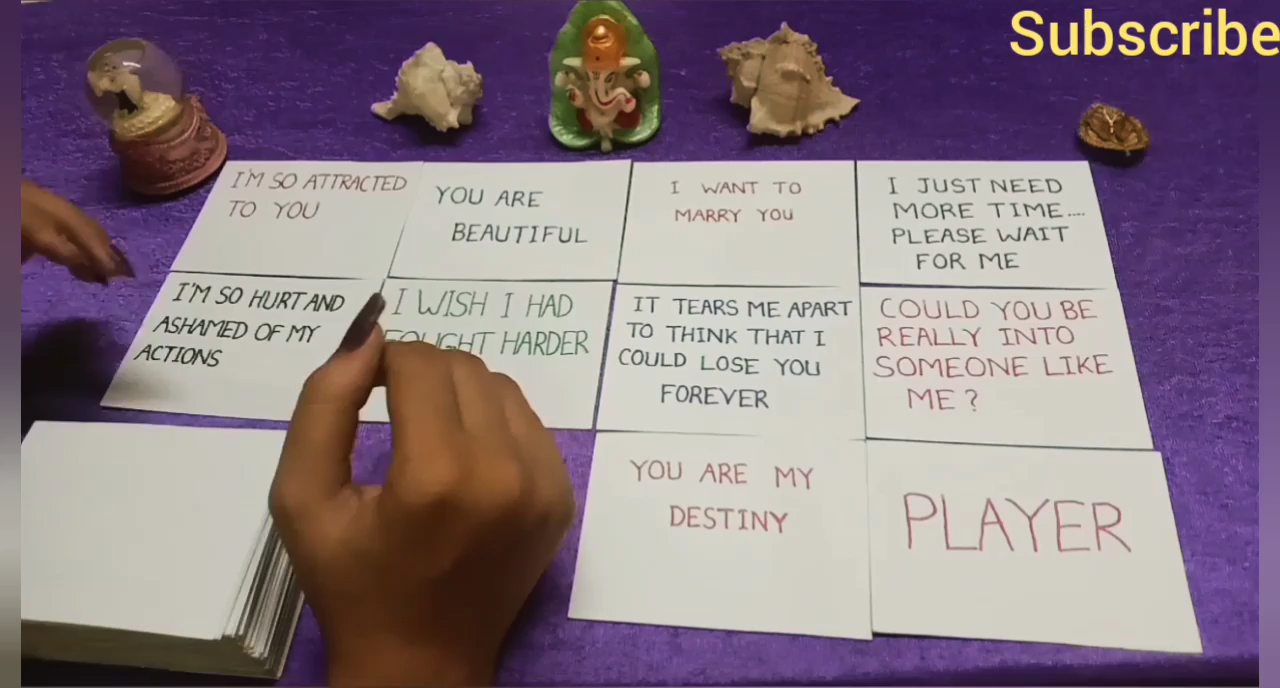 Subscribe
I'M SO ATTRACTED
TO YOU
YOU ARE
BEAUTIFUL
I WANT TO
MARRY YOU
I JUST NEED
MORE TIME....
PLEASE WAIT
FOR ME
I'M SO HURT AND
ASHAMED OF MY
ACTIONS
I WISH I HAD
FOUGHT HARDER
IT TEARS ME APART
TO THINK THAT I
COULD LOSE YOU
FOREVER
COULD YOU BE
REALLY INTO
SOMEONE LIKE
ME?
YOU ARE MY
DESTINY
PLAYER